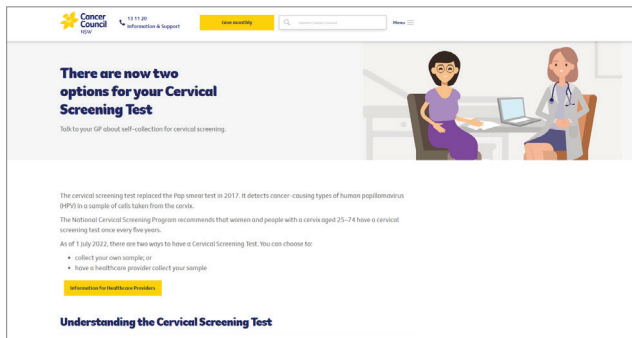 Cancer
Council
NSW
13 11 20
Information & Support
Give monthly
Menu
There are now two
options for your Cervical
Screening Test
Talk to your GP about self-collection for cervical screening.
The cervical screening test replaced the Pap smear test in 2017. It detects cancer-causing types of human papillomavirus
(HPV) in a sample of cells taken from the cervix.
The National Cervical Screening Program recommends that women and people with a cervix aged 25–74 have a cervical
screening test once every five years.
As of 1 July 2022, there are two ways to have a Cervical Screening Test. You can choose to:
• collect your own sample; or
• have a healthcare provider collect your sample
Information for Healthcare Providers
Understanding the Cervical Screening Test